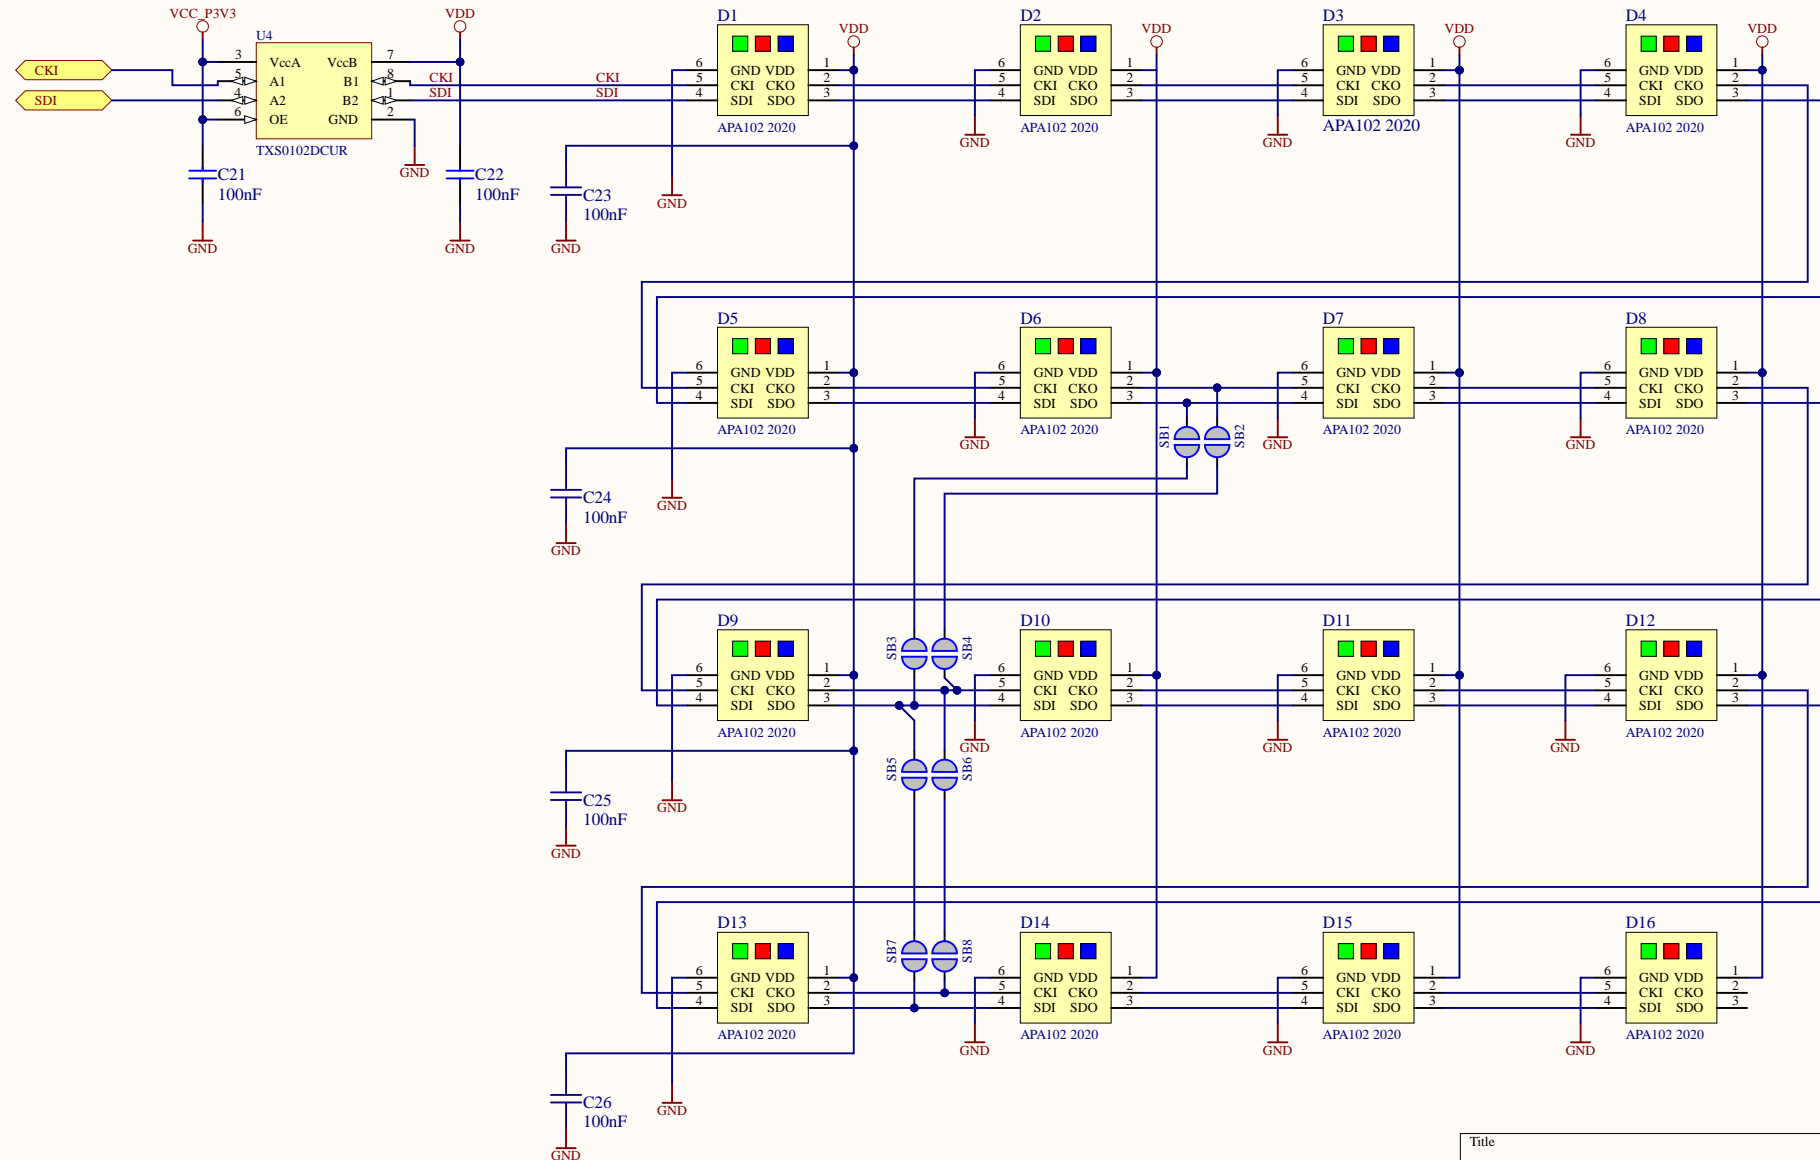 VCC_P3V3
VDD
U4
CKI
SDI
3 VccA VccB 7
5 A1 B1 8
4 A2 B2 1
6 OE GND 2
TXS0102DCUR
CKI
SDI
CKI
SDI
GND
C21
100nF
GND
C22
100nF
GND
C23
100nF
GND
GND
D1
VDD
6 GND VDD 1
5 CKI CKO 2
4 SDI SDO 3
APA102 2020
D2
VDD
6 GND VDD 1
5 CKI CKO 2
4 SDI SDO 3
APA102 2020
GND
D3
VDD
6 GND VDD 1
5 CKI CKO 2
4 SDI SDO 3
APA102 2020
GND
D4
VDD
6 GND VDD 1
5 CKI CKO 2
4 SDI SDO 3
APA102 2020
GND
D5
6 GND VDD 1
5 CKI CKO 2
4 SDI SDO 3
APA102 2020
GND
C24
100nF
GND
D6
6 GND VDD 1
5 CKI CKO 2
4 SDI SDO 3
APA102 2020
GND
SB1
SB2
D7
6 GND VDD 1
5 CKI CKO 2
4 SDI SDO 3
APA102 2020
GND
D8
6 GND VDD 1
5 CKI CKO 2
4 SDI SDO 3
APA102 2020
GND
D9
6 GND VDD 1
5 CKI CKO 2
4 SDI SDO 3
APA102 2020
GND
C25
100nF
GND
SB3
SB4
SB5
SB6
D10
6 GND VDD 1
5 CKI CKO 2
4 SDI SDO 3
APA102 2020
GND
D11
6 GND VDD 1
5 CKI CKO 2
4 SDI SDO 3
APA102 2020
GND
D12
6 GND VDD 1
5 CKI CKO 2
4 SDI SDO 3
APA102 2020
GND
D13
6 GND VDD 1
5 CKI CKO 2
4 SDI SDO 3
APA102 2020
GND
C26
100nF
GND
SB7
SB8
D14
6 GND VDD 1
5 CKI CKO 2
4 SDI SDO 3
APA102 2020
GND
D15
6 GND VDD 1
5 CKI CKO 2
4 SDI SDO 3
APA102 2020
GND
D16
6 GND VDD 1
5 CKI CKO 2
4 SDI SDO 3
APA102 2020
GND
Title